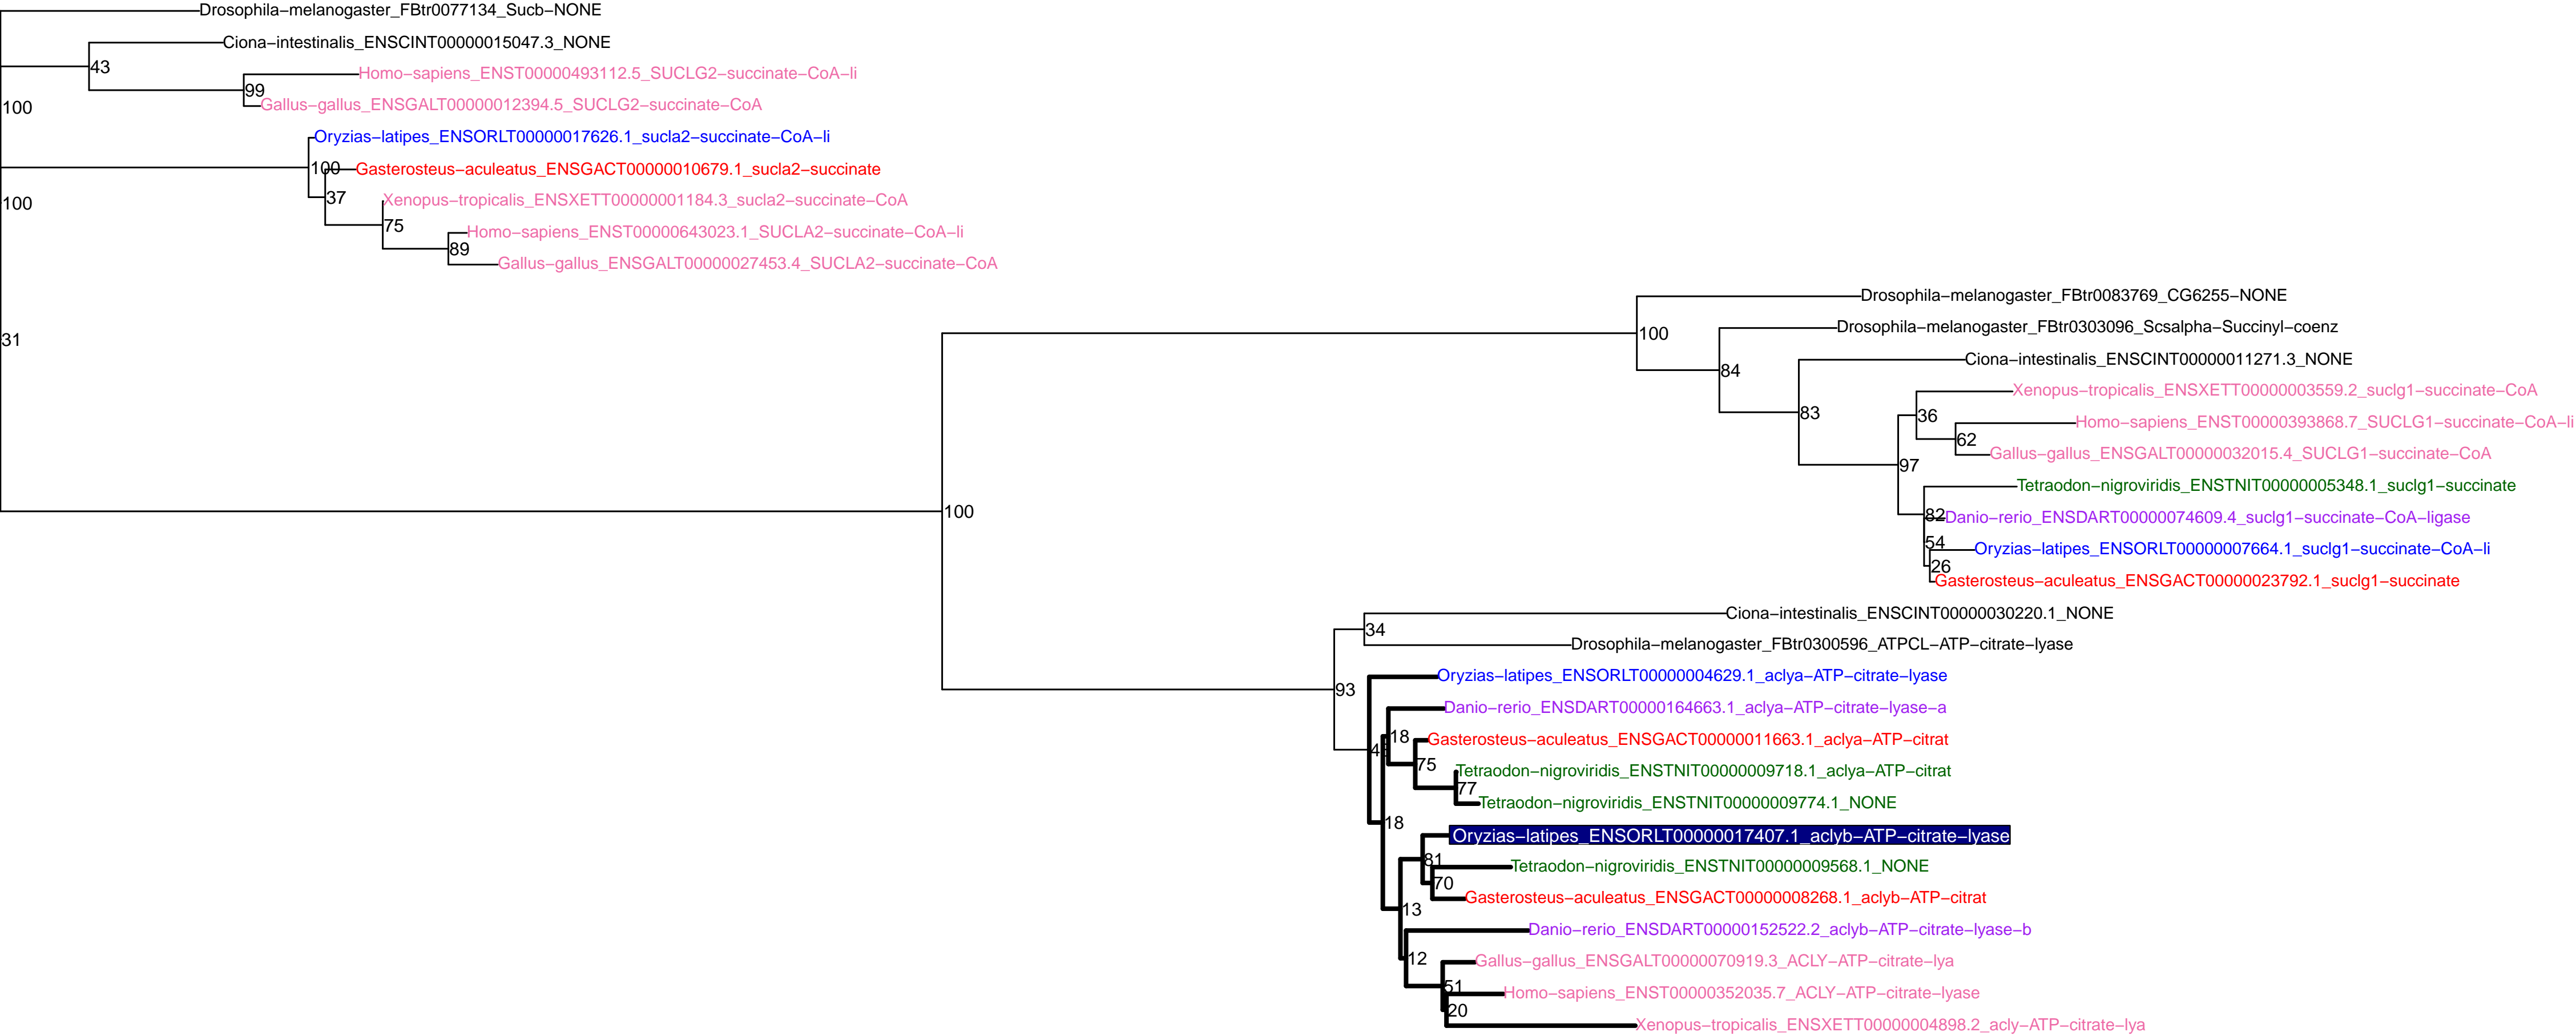 Drosophila−melanogaster_FBtr0077134_Sucb−NONE
Ciona−intestinalis_ENSCINT00000015047.3_NONE
43
Homo−sapiens_ENST00000493112.5_SUCLG2−succinate−CoA−li
99
Gallus−gallus_ENSGALT00000012394.5_SUCLG2−succinate−CoA
100
Oryzias−latipes_ENSORLT00000017626.1_sucla2−succinate−CoA−li
100
Gasterosteus−aculeatus_ENSGACT00000010679.1_sucla2−succinate
37
Xenopus−tropicalis_ENSXETT00000001184.3_sucla2−succinate−CoA
100
75
Homo−sapiens_ENST00000643023.1_SUCLA2−succinate−CoA−li
89
Gallus−gallus_ENSGALT00000027453.4_SUCLA2−succinate−CoA
Drosophila−melanogaster_FBtr0083769_CG6255−NONE
100
Drosophila−melanogaster_FBtr0303096_Scsalpha−Succinyl−coenz
31
Ciona−intestinalis_ENSCINT00000011271.3_NONE
84
Xenopus−tropicalis_ENSXETT00000003559.2_suclg1−succinate−CoA
83
36
Homo−sapiens_ENST00000393868.7_SUCLG1−succinate−CoA−li
62
Gallus−gallus_ENSGALT00000032015.4_SUCLG1−succinate−CoA
97
Tetraodon−nigroviridis_ENSTNIT00000005348.1_suclg1−succinate
100
82
Danio−rerio_ENSDART00000074609.4_suclg1−succinate−CoA−ligase
54
Oryzias−latipes_ENSORLT00000007664.1_suclg1−succinate−CoA−li
26
Gasterosteus−aculeatus_ENSGACT00000023792.1_suclg1−succinate
Ciona−intestinalis_ENSCINT00000030220.1_NONE
34
Drosophila−melanogaster_FBtr0300596_ATPCL−ATP−citrate−lyase
Oryzias−latipes_ENSORLT00000004629.1_aclya−ATP−citrate−lyase
93
Danio−rerio_ENSDART00000164663.1_aclya−ATP−citrate−lyase−a
18
Gasterosteus−aculeatus_ENSGACT00000011663.1_aclya−ATP−citrat
75
Tetraodon−nigroviridis_ENSTNIT00000009718.1_aclya−ATP−citrat
77
Tetraodon−nigroviridis_ENSTNIT00000009774.1_NONE
18
Oryzias−latipes_ENSORLT00000017407.1_aclyb−ATP−citrate−lyase
81
Tetraodon−nigroviridis_ENSTNIT00000009568.1_NONE
70
Gasterosteus−aculeatus_ENSGACT00000008268.1_aclyb−ATP−citrat
13
Danio−rerio_ENSDART00000152522.2_aclyb−ATP−citrate−lyase−b
12
Gallus−gallus_ENSGALT00000070919.3_ACLY−ATP−citrate−lya
51
Homo−sapiens_ENST00000352035.7_ACLY−ATP−citrate−lyase
20
Xenopus−tropicalis_ENSXETT00000004898.2_acly−ATP−citrate−lya